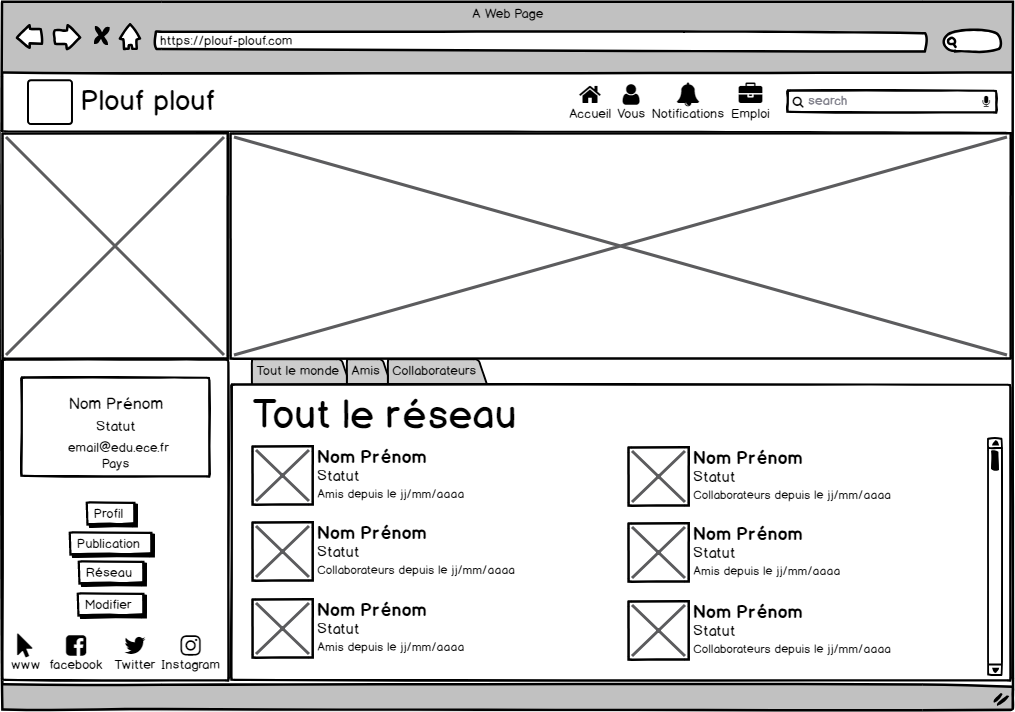 A Web Page
https://plouf-plouf.com
Plouf plouf
Accueil Vous Notifications Emploi
search
Tout le monde Amis Collaborateurs
Nom Prénom
Statut
email@edu.ece.fr
Pays
Profil
Publication
Réseau
Modifier
www facebook Twitter Instagram
Tout le réseau
Nom Prénom
Statut
Amis depuis le jj/mm/aaaa
Nom Prénom
Statut
Collaborateurs depuis le jj/mm/aaaa
Nom Prénom
Statut
Collaborateurs depuis le jj/mm/aaaa
Nom Prénom
Statut
Amis depuis le jj/mm/aaaa
Nom Prénom
Statut
Amis depuis le jj/mm/aaaa
Nom Prénom
Statut
Collaborateurs depuis le jj/mm/aaaa